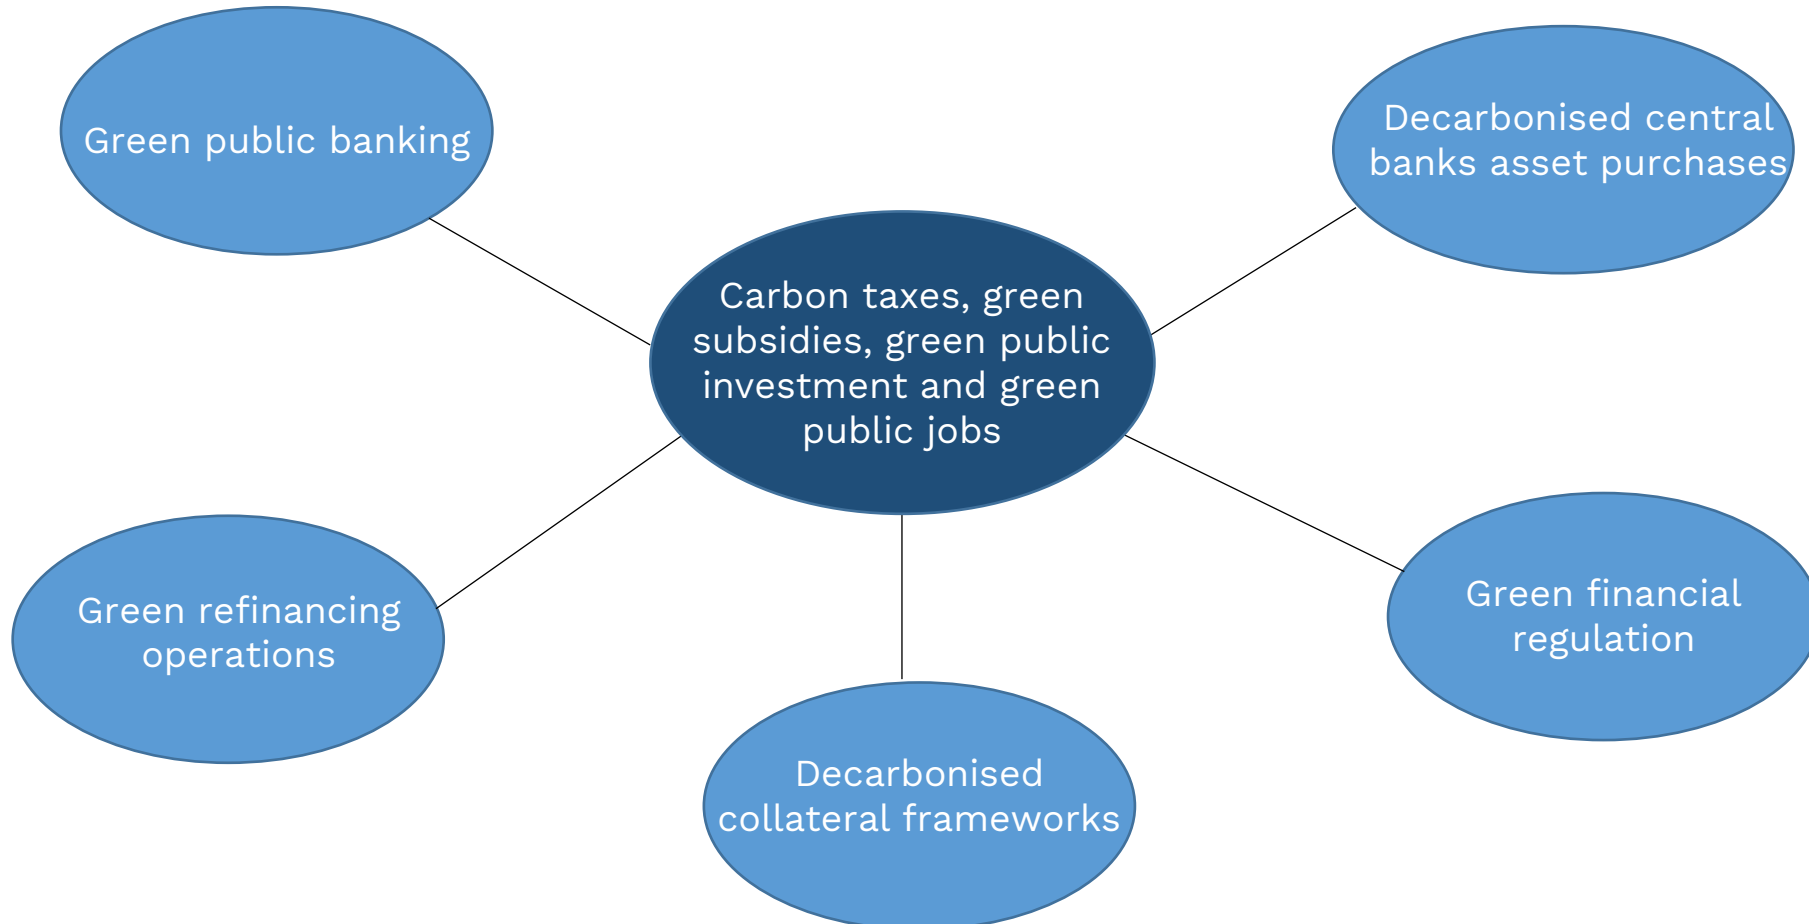 Green public banking
Decarbonised central
banks asset purchases
Carbon taxes, green
subsidies, green public
investment and green
public jobs
Green refinancing
operations
Green financial
regulation
Decarbonised
collateral frameworks